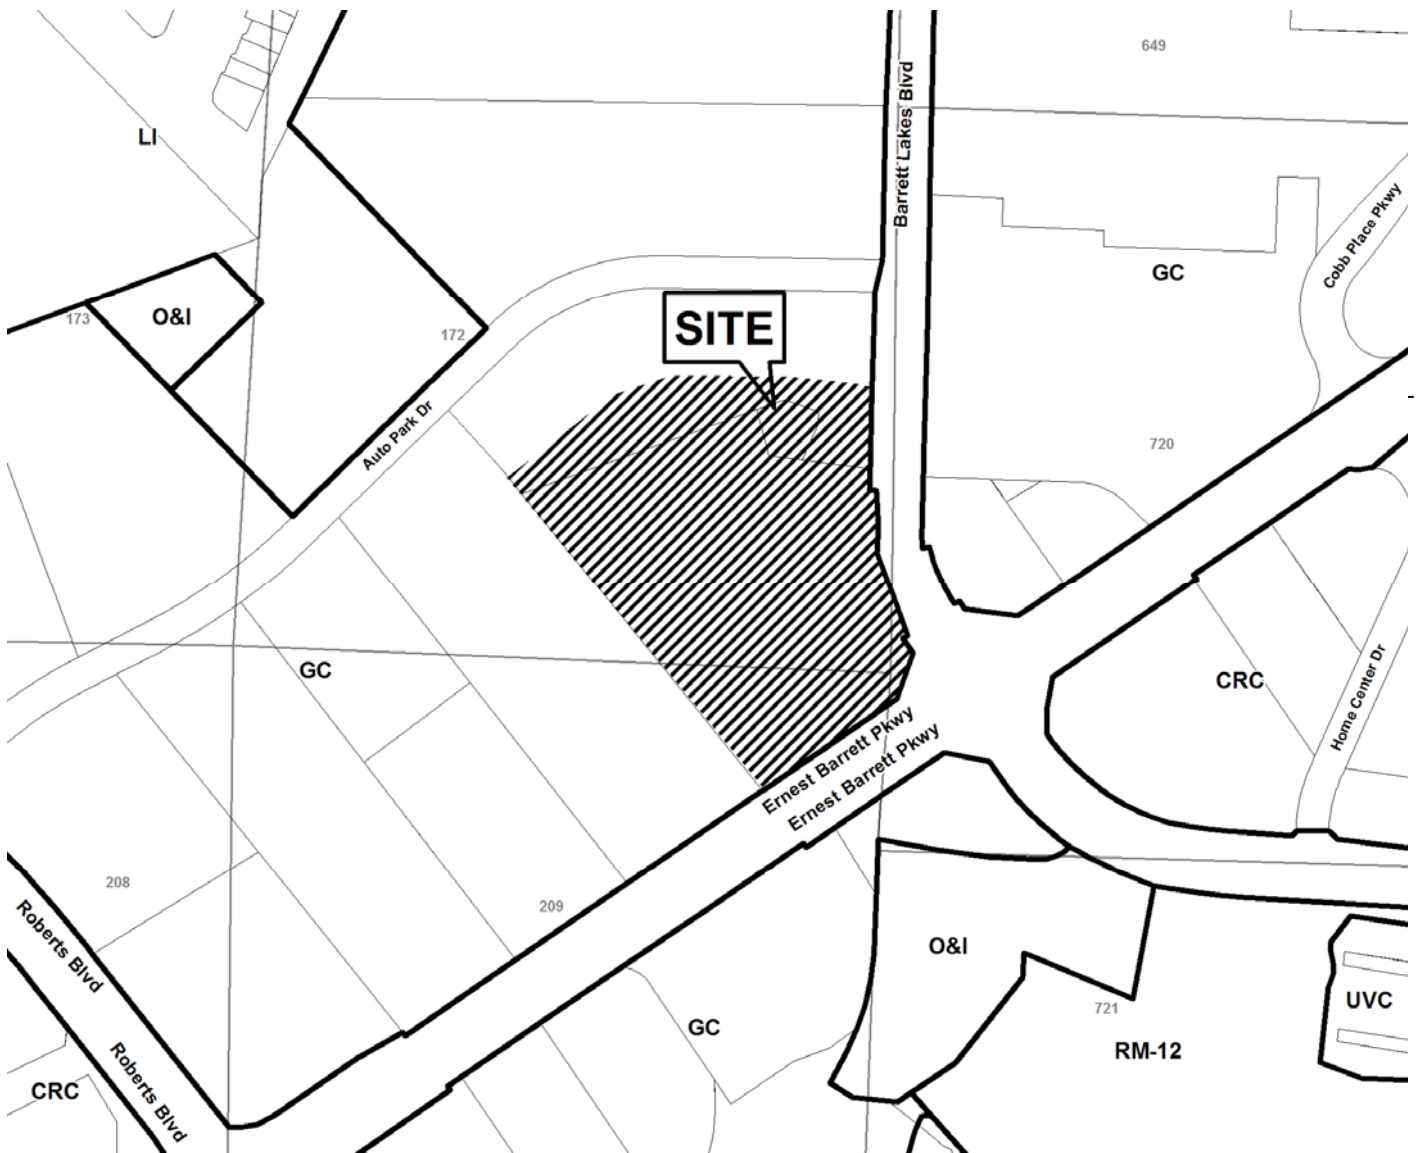 649
Barrett Lakes Blvd
LI
Cobb Place Pkwy
GC
O&I
173
172
SITE
Auto Park Dr
720
GC
CRC
Home Center Dr
Ernest Barrett Pkwy
Ernest Barrett Pkwy
208
209
Roberts Blvd
O&I
UVC
721
GC
RM-12
CRC
Roberts Blvd